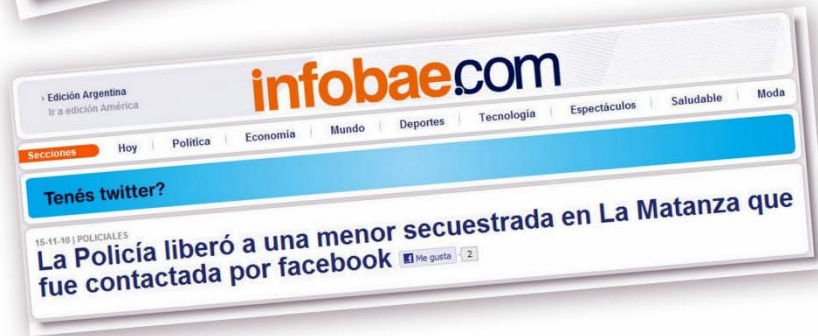 › Edición Argentina
Ir a edición América
infobae.com
Secciones Hoy Política Economía Mundo Deportes Tecnología Espectáculos Saludable Moda
Tenés twitter?
15-11-10 | POLICIALES
La Policía liberó a una menor secuestrada en La Matanza que
fue contactada por facebook Me gusta 2